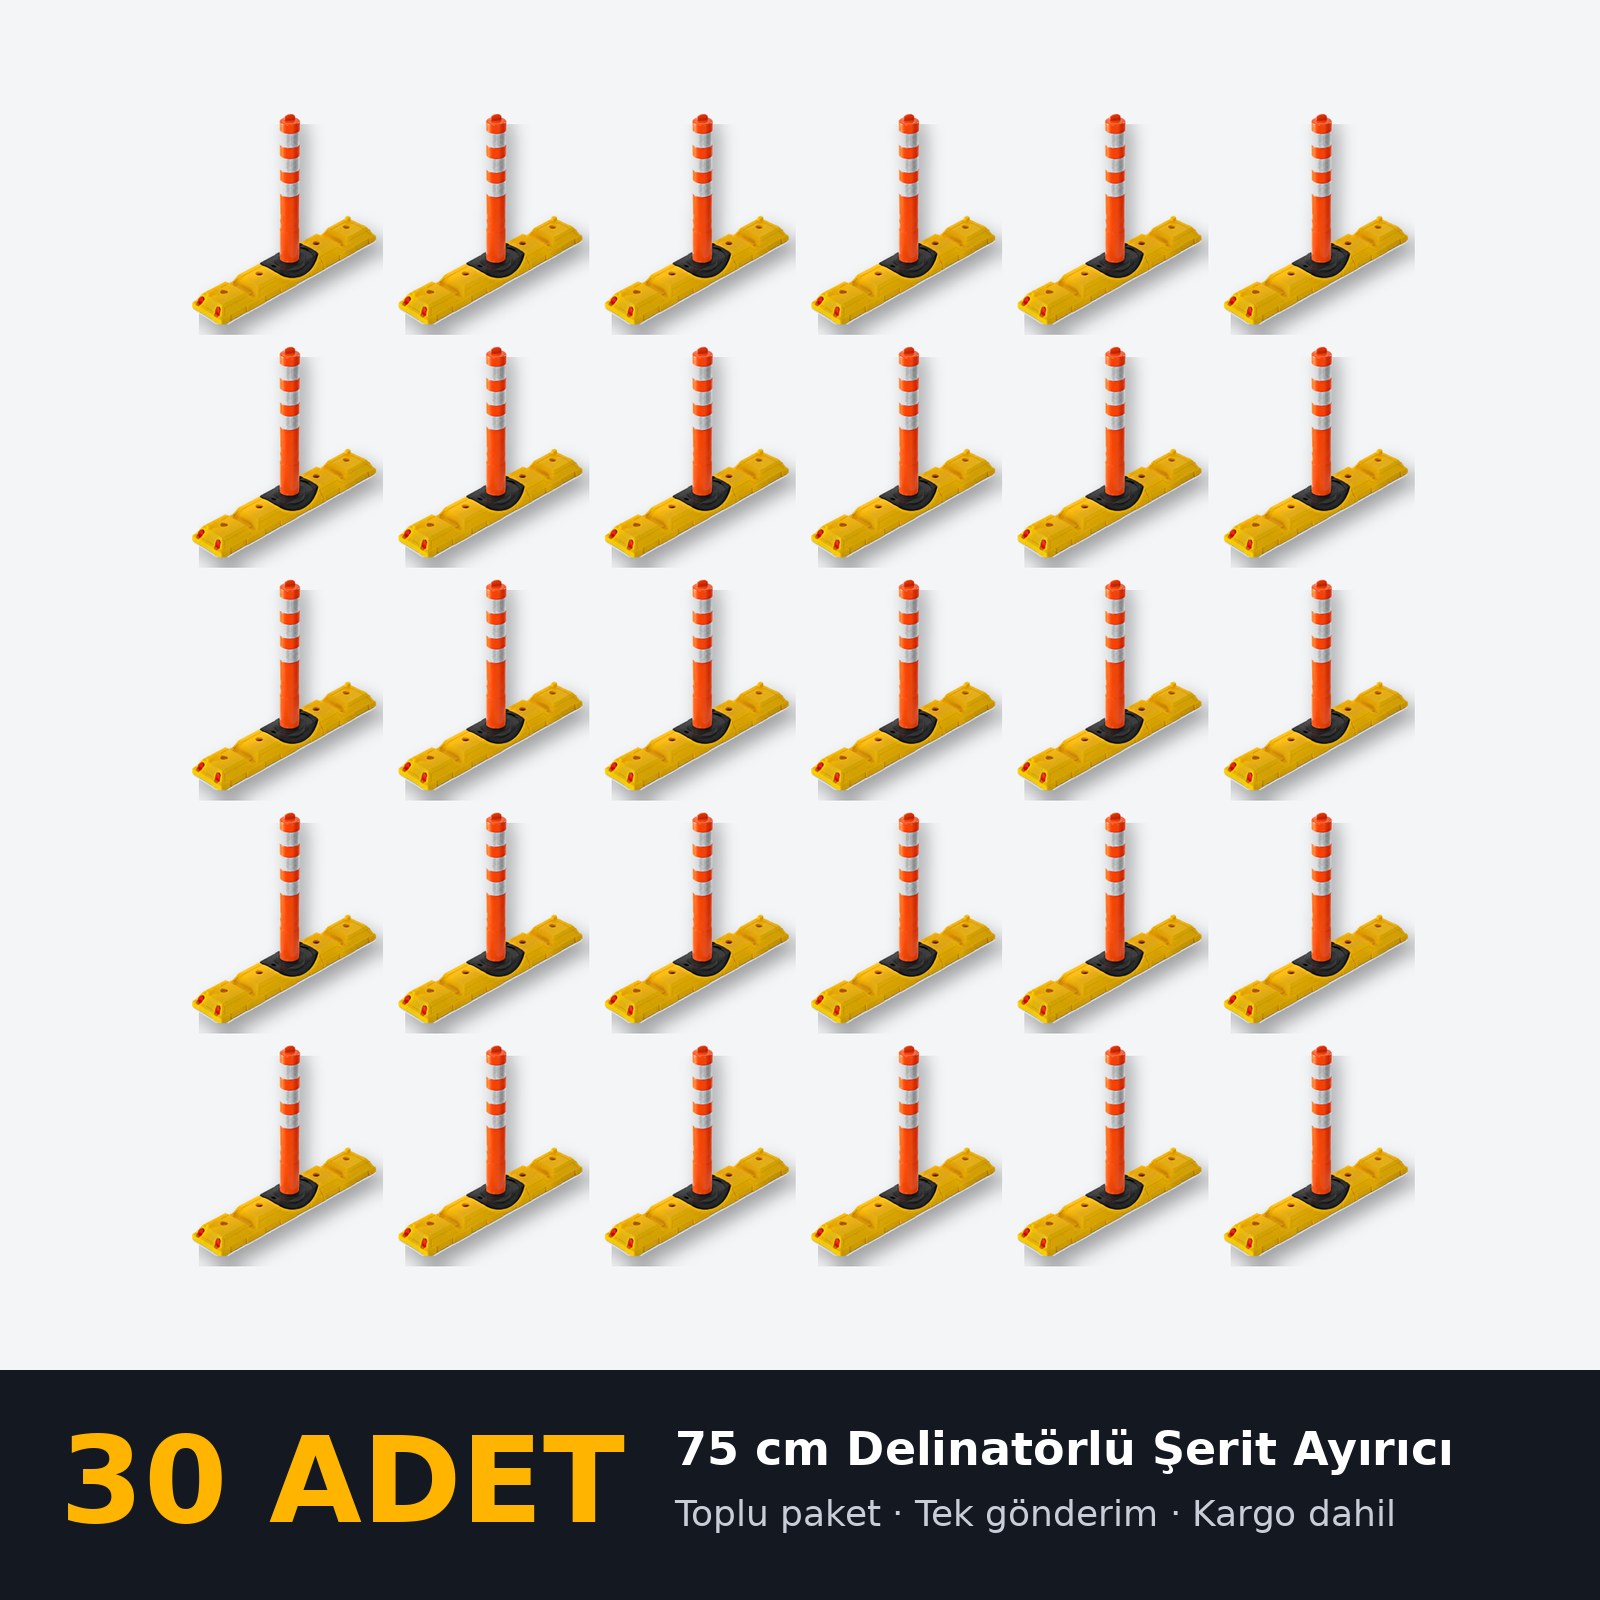 30 ADET
75 cm Delinatörlü Şerit Ayırıcı
Toplu paket · Tek gönderim · Kargo dahil